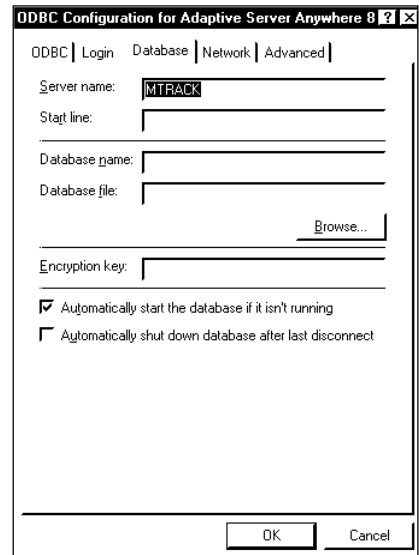 ODBC Configuration for Adaptive Server Anywhere 8 ? X
ODBC Login Database Network Advanced
Server name: MTRACK
Start line:
Database name:
Database file:
Browse...
Encryption key:
Automatically start the database if it isn't running
Automatically shut down database after last disconnect
OK Cancel